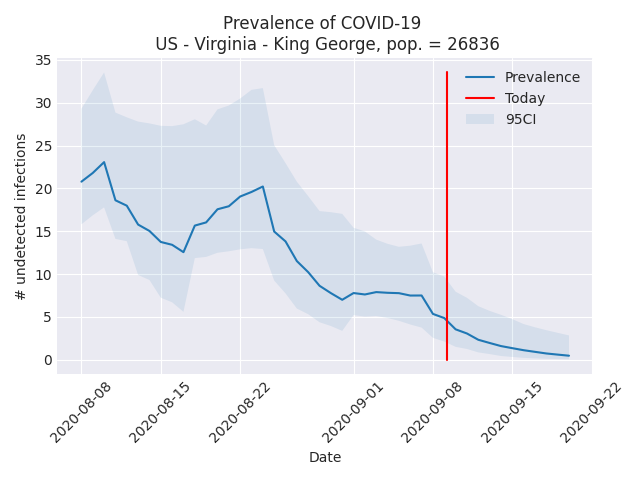 Prevalence of COVID-19
US - Virginia - King George, pop. = 26836
35
30
25
20
15
10
5
0
# undetected infections
Prevalence
Today
95CI
2020-08-08
2020-08-15
2020-08-22
2020-09-01
2020-09-08
2020-09-15
2020-09-22
Date